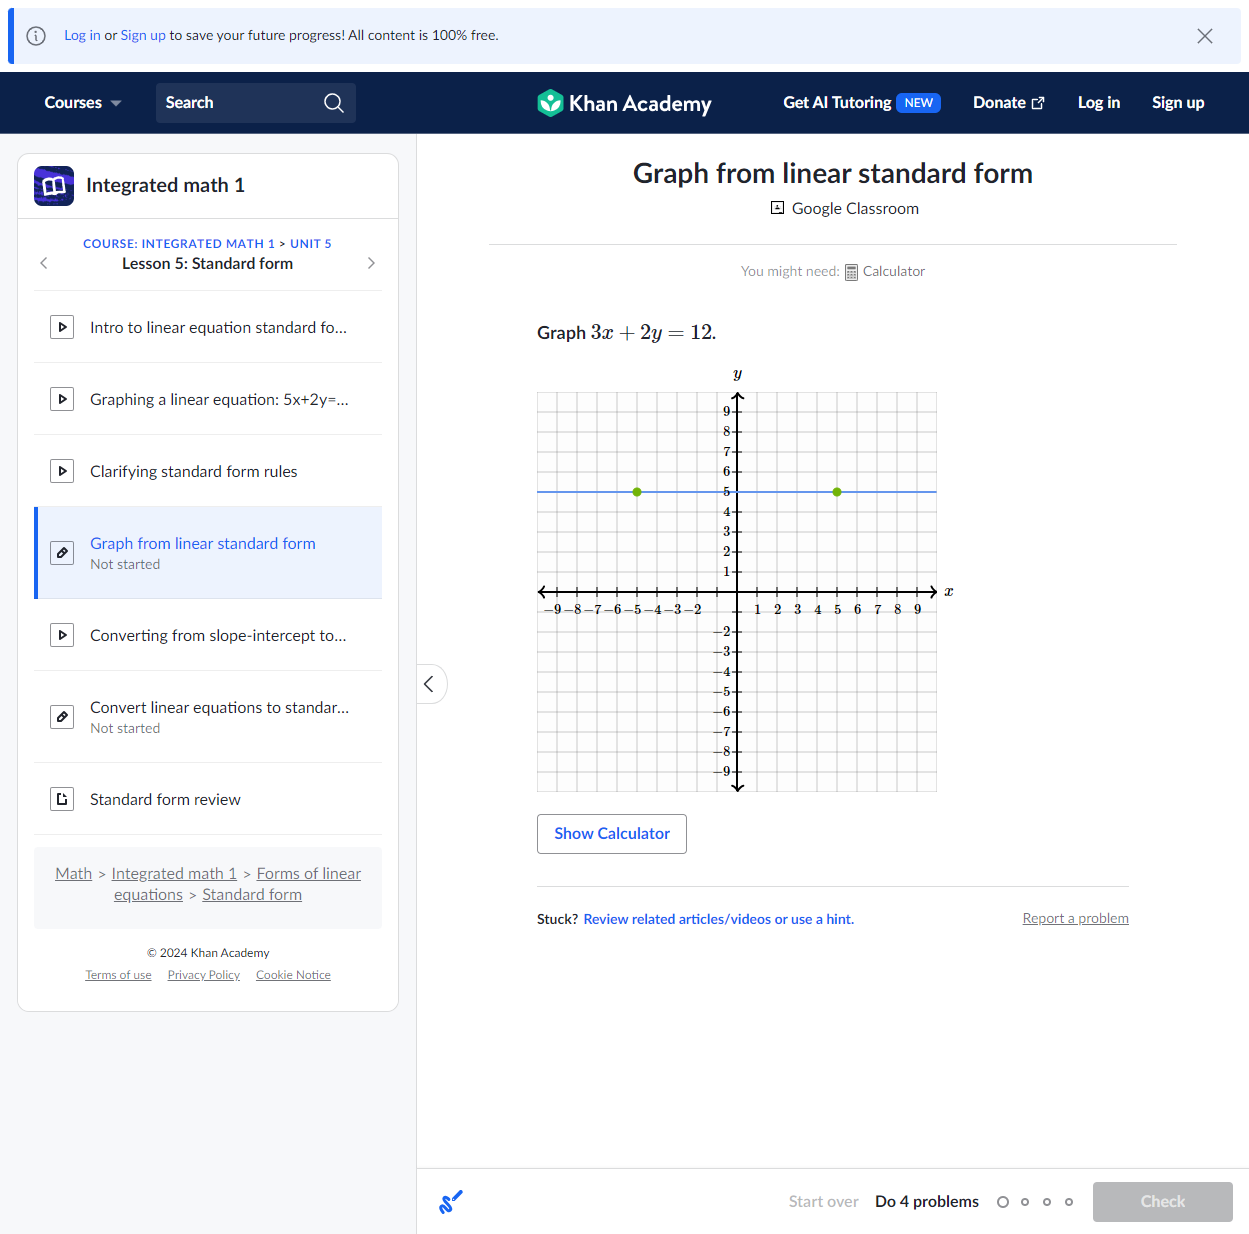 Log in or Sign up to save your future progress! All content is 100% free.
Courses
Search
Khan Academy
Get AI Tutoring NEW
Donate
Log in
Sign up
Integrated math 1
COURSE: INTEGRATED MATH 1 > UNIT 5
Lesson 5: Standard form
Intro to linear equation standard fo...
Graphing a linear equation: 5x+2y=...
Clarifying standard form rules
Graph from linear standard form
Not started
Converting from slope-intercept to...
Convert linear equations to standar...
Not started
Standard form review
Math > Integrated math 1 > Forms of linear
equations > Standard form
© 2024 Khan Academy
Terms of use Privacy Policy Cookie Notice
Graph from linear standard form
Google Classroom
You might need: Calculator
Graph 3x + 2y = 12.
y
9
8
7
6
5
4
3
2
1
x
−9 −8 −7 −6 −5 −4 −3 −2 1 2 3 4 5 6 7 8 9
−2
−3
−4
−5
−6
−7
−8
−9
Show Calculator
Stuck? Review related articles/videos or use a hint.
Report a problem
Start over
Do 4 problems
Check